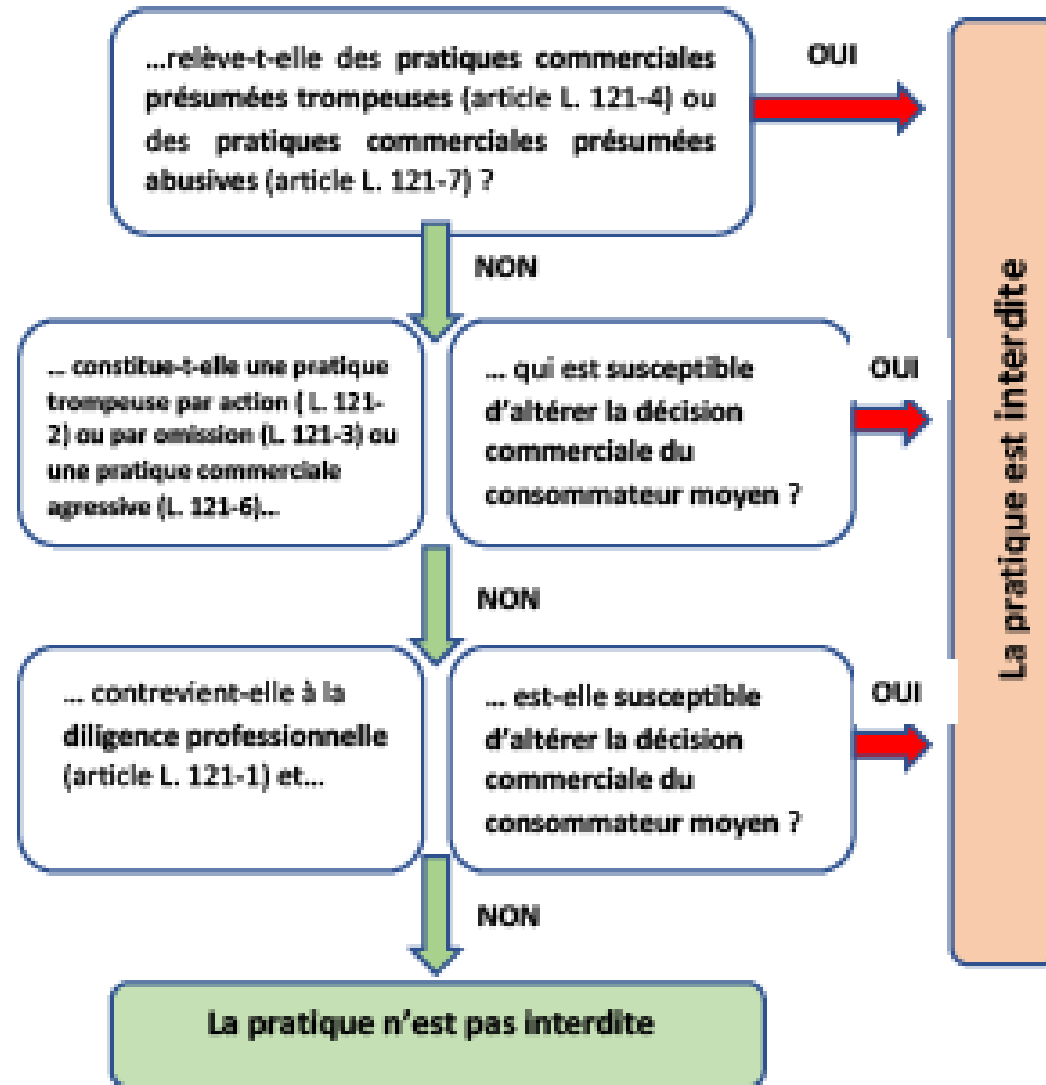 ...relève-t-elle des pratiques commerciales
présumées trompeuses (article L. 121-4) ou
des pratiques commerciales présumées
abusives (article L. 121-7) ?
OUI
NON
... constitue-t-elle une pratique
trompeuse par action ( L. 121-
2) ou par omission (L. 121-3) ou
une pratique commerciale
agressive (L. 121-6)...
... qui est susceptible
d'altérer la décision
commerciale du
consommateur moyen ?
OUI
NON
... contrevient-elle à la
diligence professionnelle
(article L. 121-1) et...
... est-elle susceptible
d'altérer la décision
commerciale du
consommateur moyen ?
OUI
NON
La pratique n'est pas interdite
La pratique est interdite